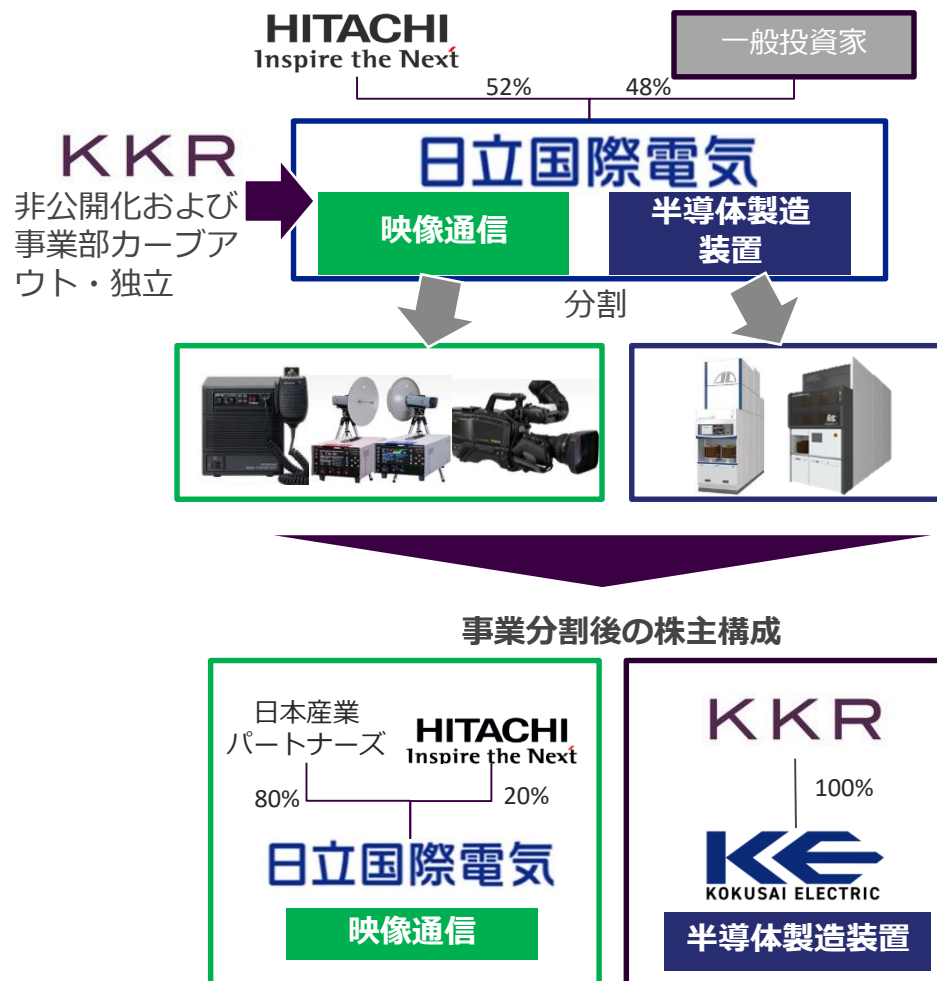 HITACHI
Inspire the Next
一般投資家
52%
48%
KKR
非公開化および
事業部カーブア
ウト・独立
日立国際電気
映像通信
半導体製造
装置
分割
事業分割後の株主構成
日本産業
パートナーズ
HITACHI
Inspire the Next
80%
20%
日立国際電気
映像通信
KKR
100%
KE
KOKUSAI ELECTRIC
半導体製造装置